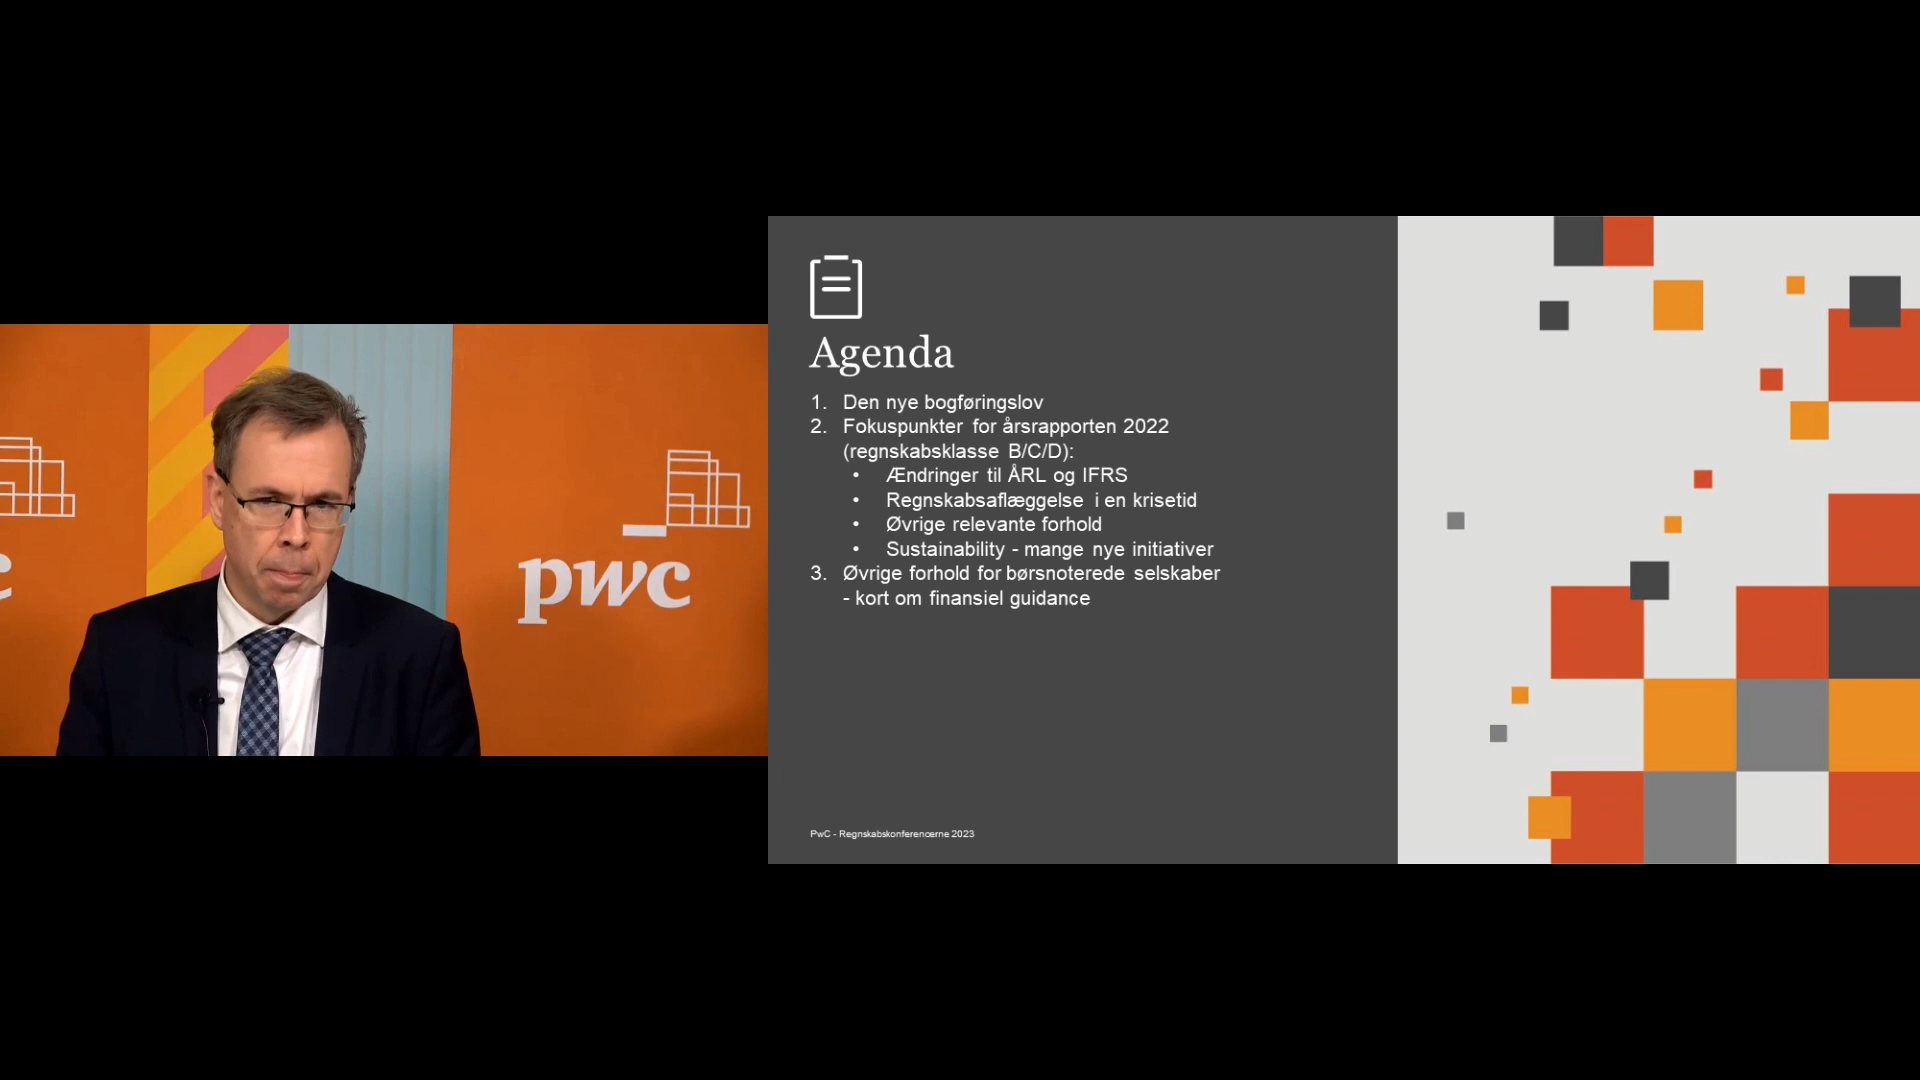 pwc
Agenda
1. Den nye bogføringslov
2. Fokuspunkter for årsrapporten 2022
(regnskabsklasse B/C/D):
• Ændringer til ÅRL og IFRS
• Regnskabsaflæggelse i en krisetid
• Øvrige relevante forhold
• Sustainability - mange nye initiativer
3. Øvrige forhold for børsnoterede selskaber
- kort om finansiel guidance
PwC - Regnskabskonferencerne 2023